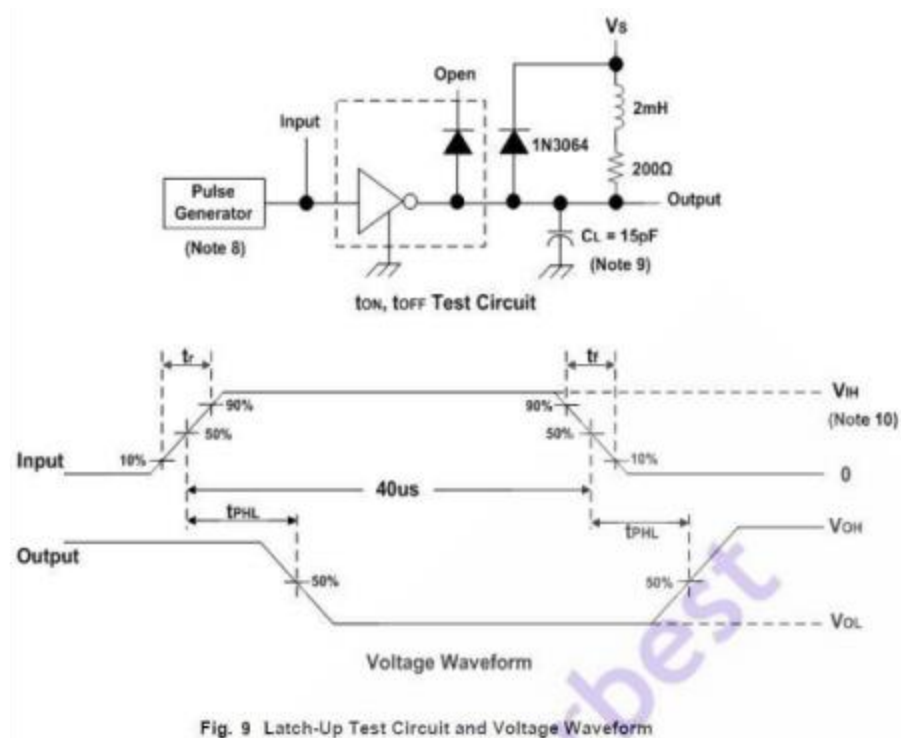 Vs
Open
2mH
Input
1N3064
200Ω
Pulse
Generator
Output
(Note 8)
CL = 15pF
(Note 9)
tON, tOFF Test Circuit
tr
tf
90%
90%
VIH
(Note 10)
50%
50%
Input
10%
10%
0
40us
tPHL
tPHL
VOH
Output
50%
50%
VOL
Voltage Waveform
Fig. 9 Latch-Up Test Circuit and Voltage Waveform